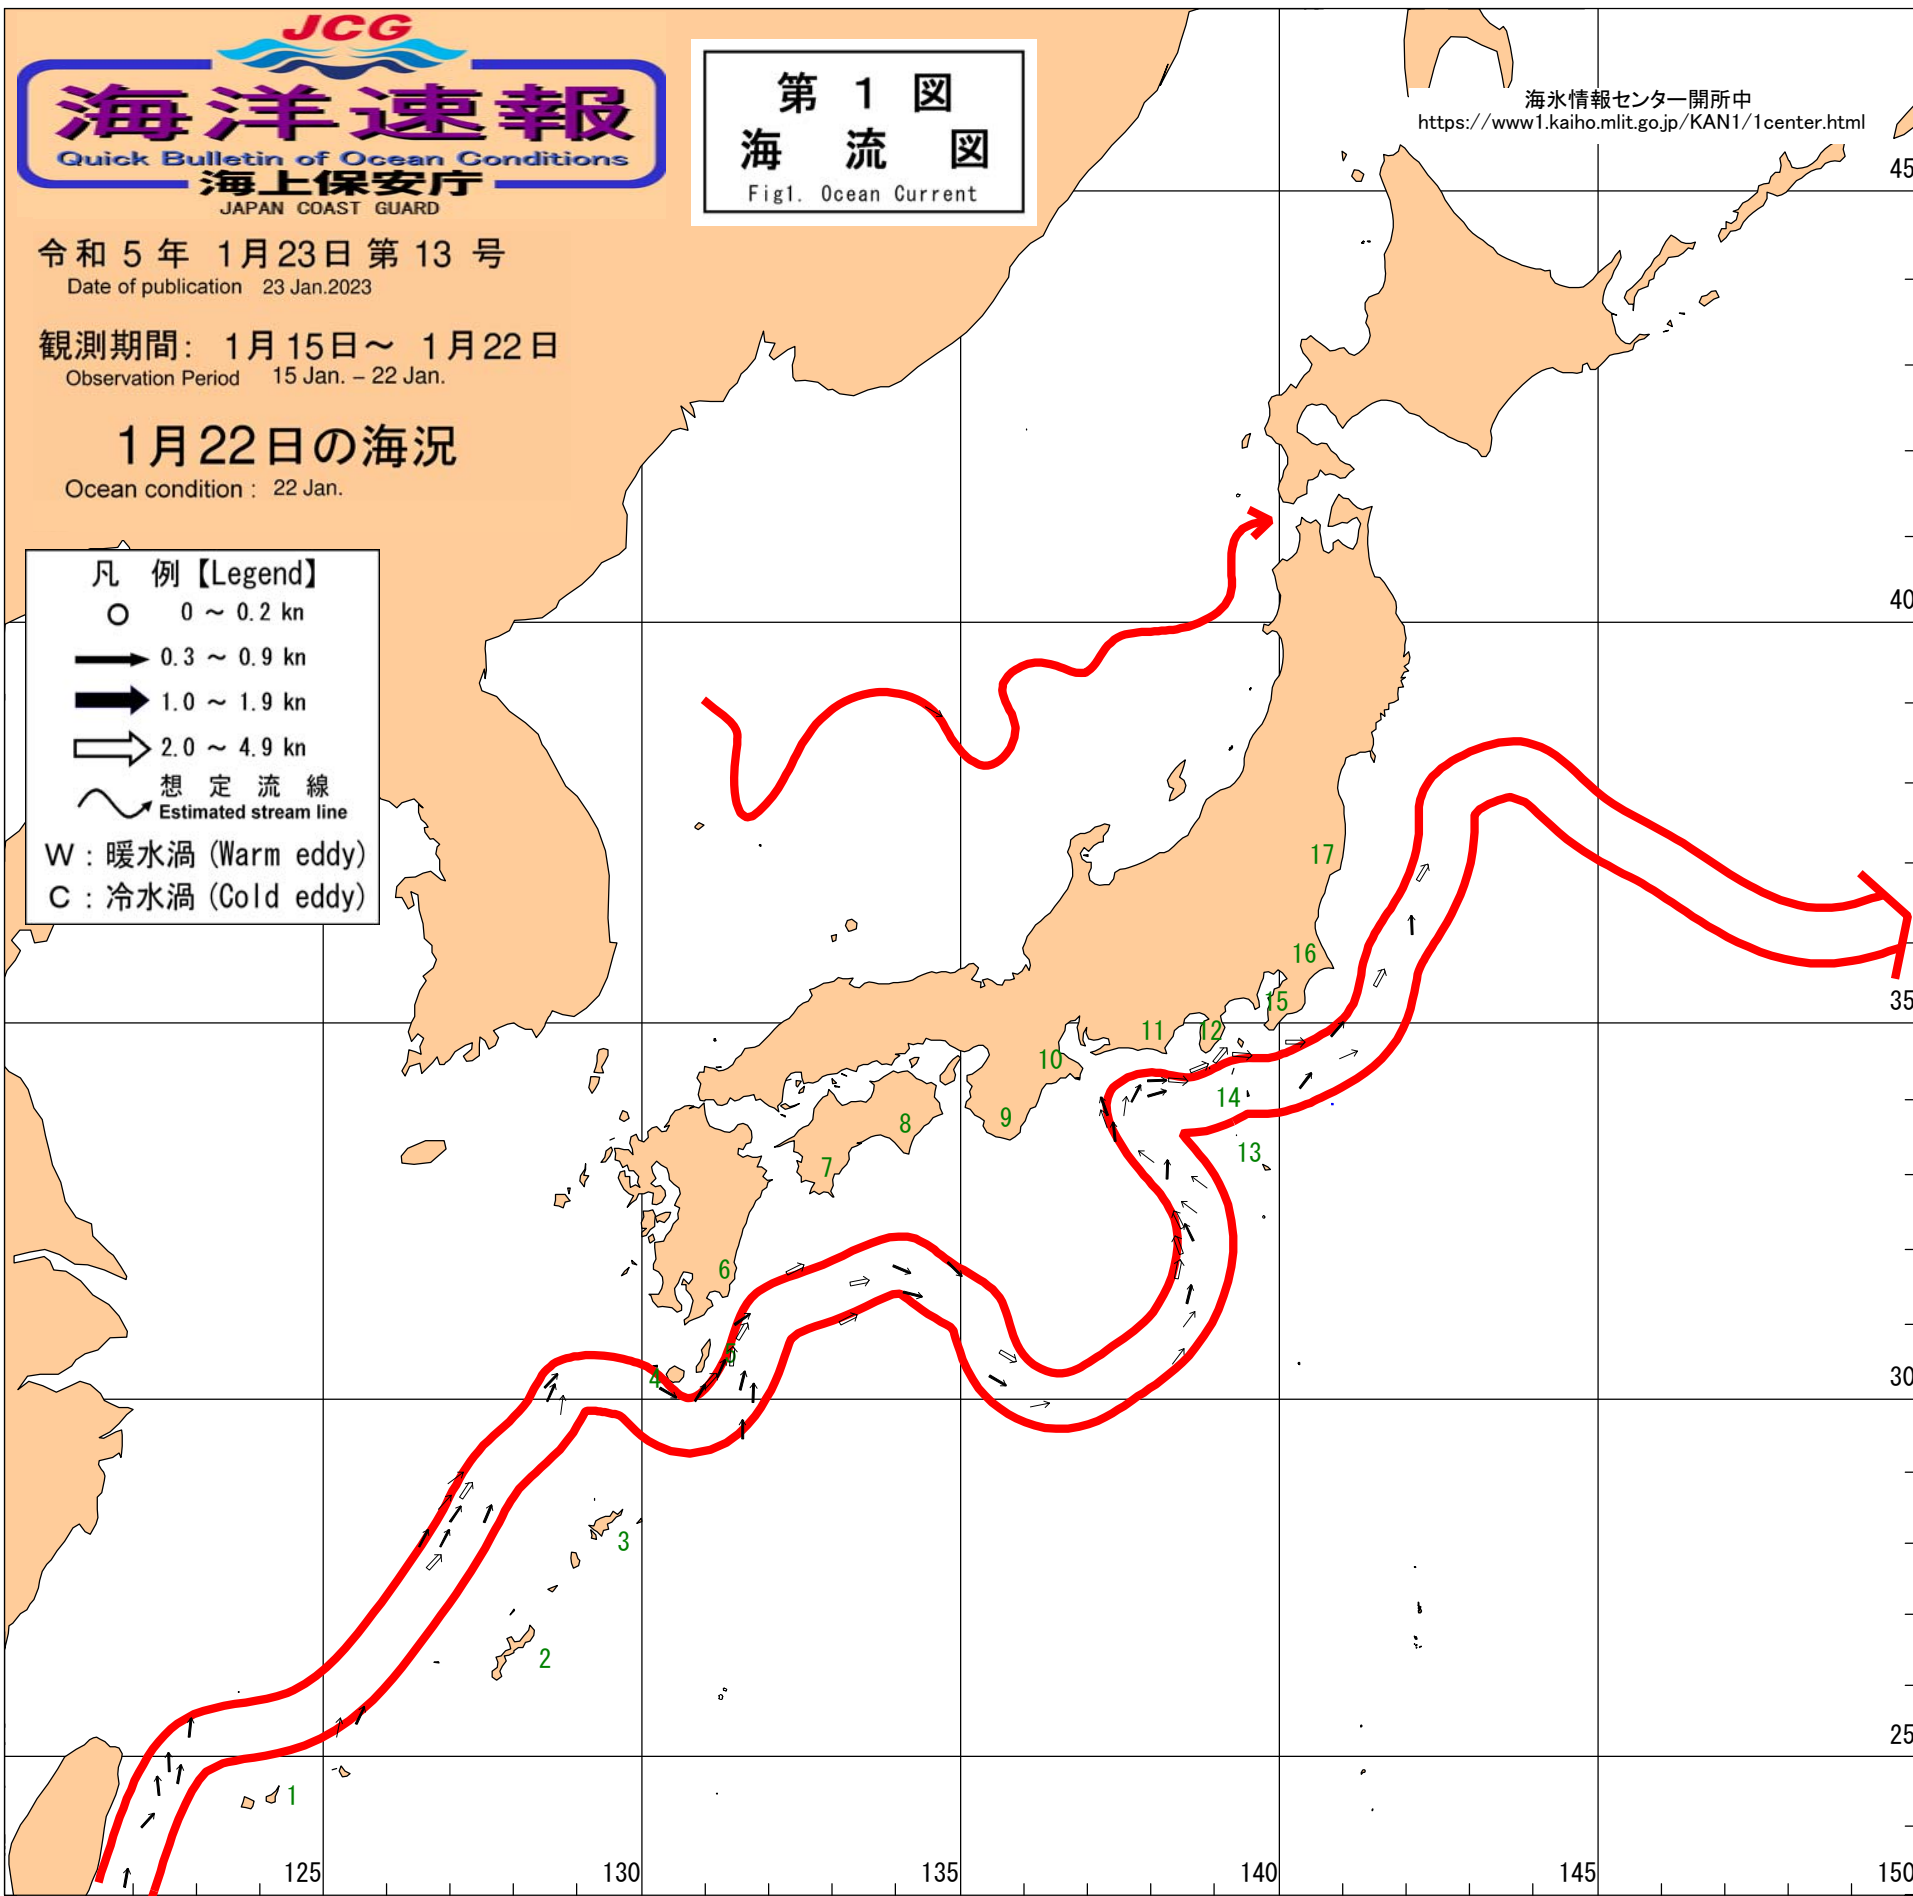 JCG
海洋速報
Quick Bulletin of Ocean Conditions
海上保安庁
JAPAN COAST GUARD
第 1 図
海 流 図
Fig1. Ocean Current
海氷情報センター開所中
https://www1.kaiho.mlit.go.jp/KAN1/1center.html
令和 5 年 1月23日 第 13 号
Date of publication 23 Jan.2023
観測期間: 1月15日~ 1月22日
Observation Period 15 Jan. – 22 Jan.
1月22日の海況
Ocean condition : 22 Jan.
凡 例【Legend】
0 ~ 0.2 kn
0.3 ~ 0.9 kn
1.0 ~ 1.9 kn
2.0 ~ 4.9 kn
想 定 流 線
Estimated stream line
W : 暖水渦 (Warm eddy)
C : 冷水渦 (Cold eddy)
45
40
35
30
25
17
16
15
12
11
10
14
9
8
13
7
6
5
4
3
2
1
125
130
135
140
145
150